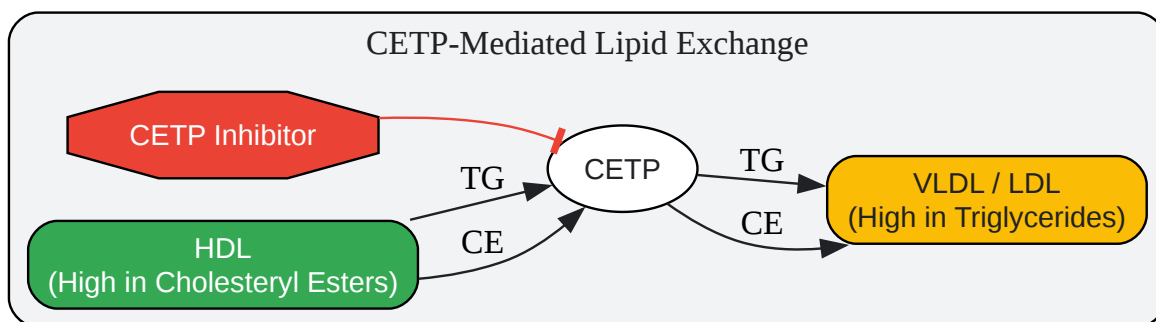 CETP-Mediated Lipid Exchange
CETP Inhibitor
TG
CETP
TG
VLDL / LDL
(High in Triglycerides)
CE
CE
HDL
(High in Cholesteryl Esters)